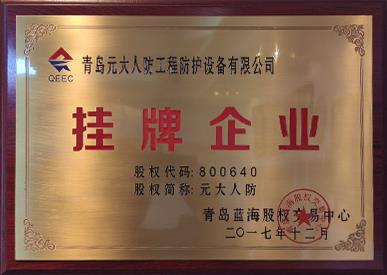 青岛元大人防工程防护设备有限公司
QEEC
挂牌企业
股权代码: 800640
股权简称: 元大人防
青岛蓝海股权交易中心
二〇一七年十二月